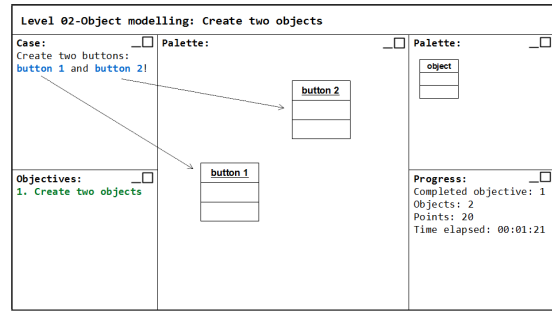 Level 02-Object modelling: Create two objects
Case:
Create two buttons:
button 1 and button 2!
Objectives:
1. Create two objects
Palette:
button 2
button 1
Palette:
object
Progress:
Completed objective: 1
Objects: 2
Points: 20
Time elapsed: 00:01:21